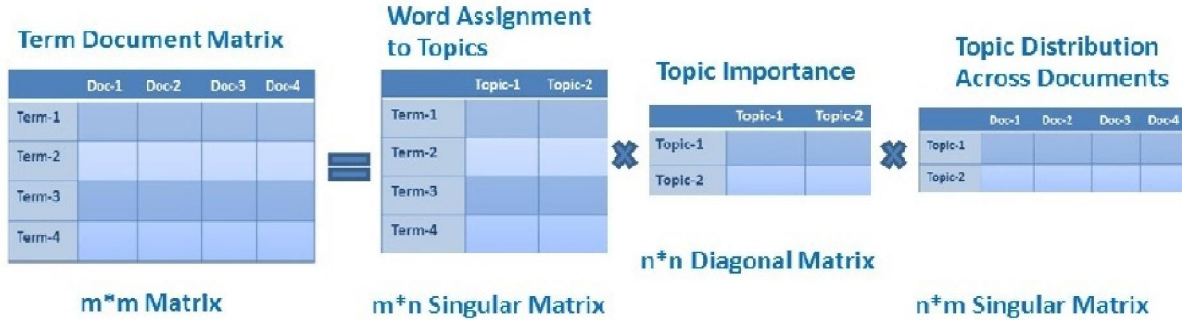 Term Document Matrix
Doc-1 Doc-2 Doc-3 Doc-4
Term-1
Term-2
Term-3
Term-4
m*m Matrix
Word Assignment
to Topics
Topic-1 Topic-2
Term-1
Term-2
Term-3
Term-4
m*n Singular Matrix
Topic Importance
Topic-1 Topic-2
Topic-1
Topic-2
n*n Diagonal Matrix
Topic Distribution
Across Documents
Doc-1 Doc-2 Doc-3 Doc-4
Topic-1
Topic-2
n*m Singular Matrix